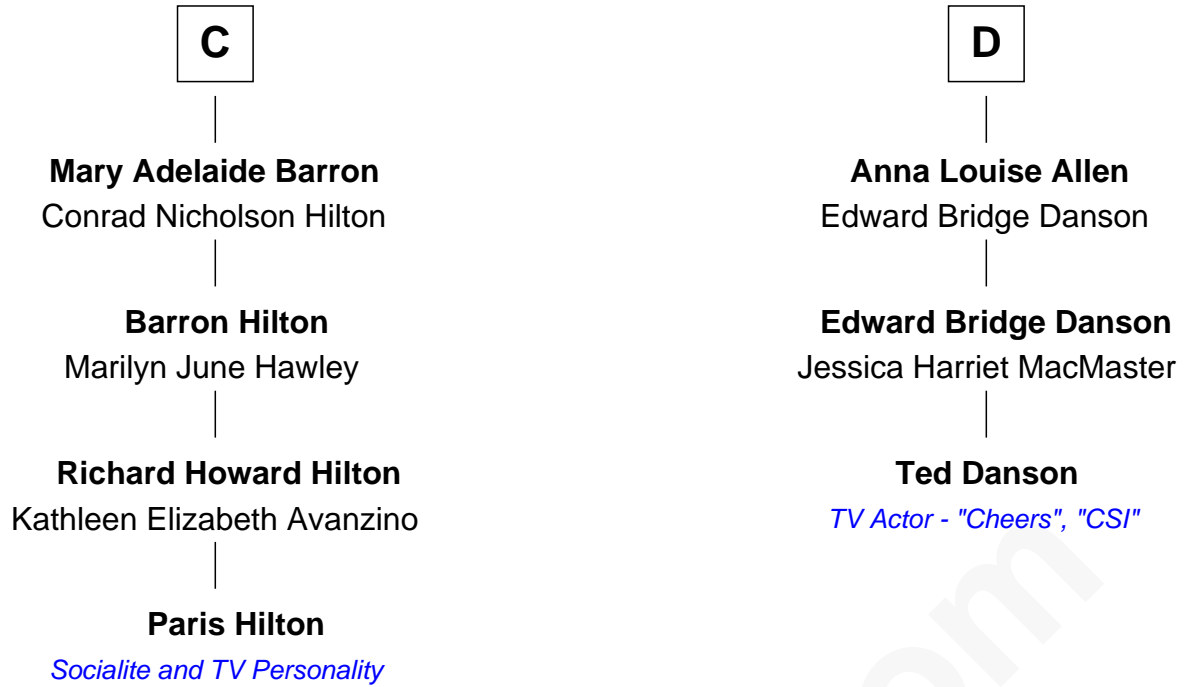 C
Mary Adelaide Barron
Conrad Nicholson Hilton
Barron Hilton
Marilyn June Hawley
Richard Howard Hilton
Kathleen Elizabeth Avanzino
Paris Hilton
Socialite and TV Personality
D
Anna Louise Allen
Edward Bridge Danson
Edward Bridge Danson
Jessica Harriet MacMaster
Ted Danson
TV Actor - "Cheers", "CSI"
om